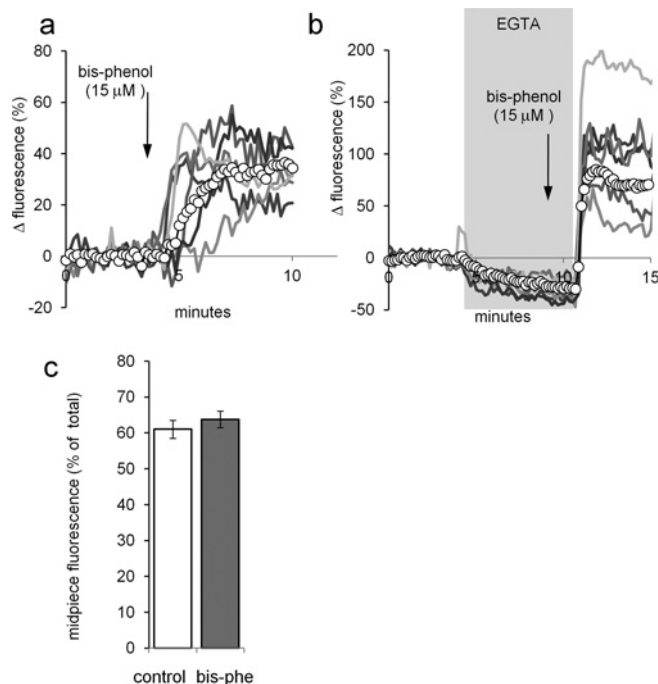 a
Δ fluorescence (%)
80
60
40
20
0
-20
bis-phenol
(15 μM )
0
5
10
minutes
b
Δ fluorescence (%)
200
150
100
50
0
-50
EGTA
bis-phenol
(15 μM )
0
5
10
15
minutes
c
midpiece fluorescence (% of total)
80
70
60
50
40
30
20
10
0
control bis-phe